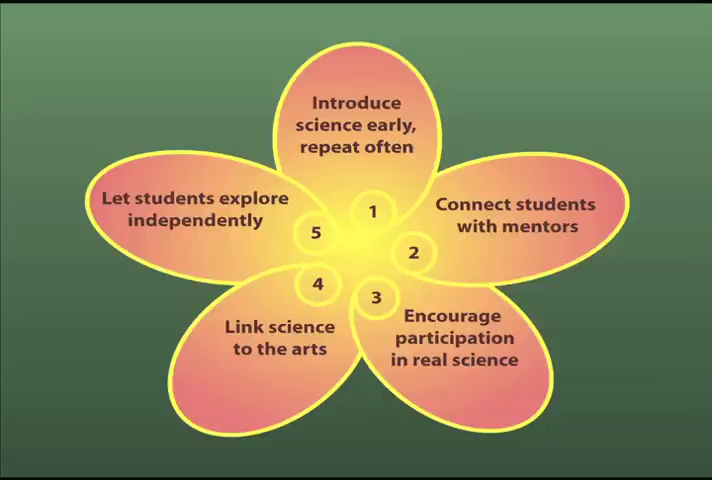 Introduce
science early,
repeat often
1
Connect students
with mentors
2
Encourage
participation
in real science
3
Link science
to the arts
4
Let students explore
independently
5